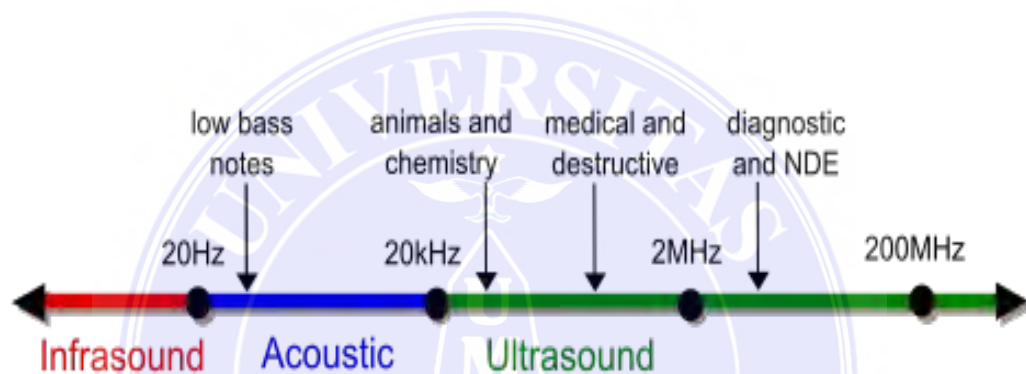 UNIVERSITAS
low bass
notes
animals and
chemistry
medical and
destructive
diagnostic
and NDE
20Hz
20kHz
2MHz
200MHz
U
Infrasound
Acoustic
Ultrasound